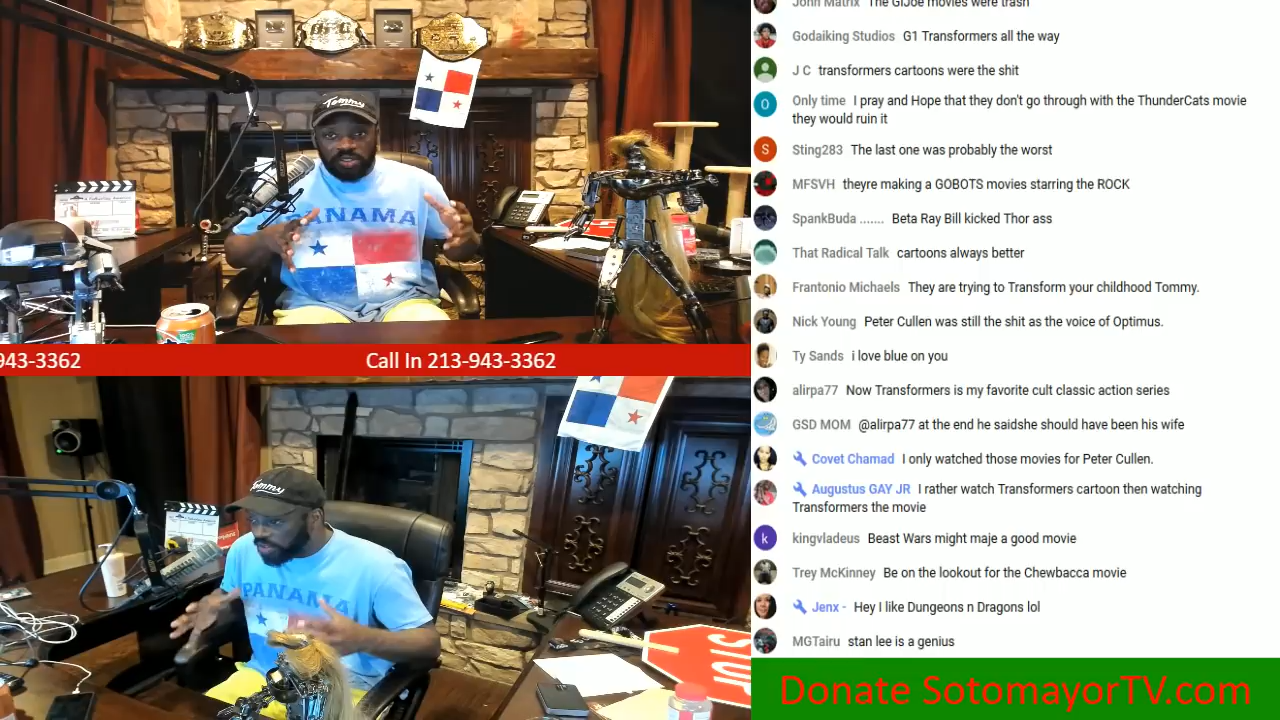 Tommy
PANAMA
943-3362
Call In 213-943-3362
Tommy
PANAMA
STOP
John Matrix The GIJoe movies were trash
Godaiking Studios G1 Transformers all the way
J C transformers cartoons were the shit
Only time I pray and Hope that they don't go through with the ThunderCats movie
they would ruin it
Sting283 The last one was probably the worst
MFSVH theyre making a GOBOTS movies starring the ROCK
SpankBuda ....... Beta Ray Bill kicked Thor ass
That Radical Talk cartoons always better
Frantonio Michaels They are trying to Transform your childhood Tommy.
Nick Young Peter Cullen was still the shit as the voice of Optimus.
Ty Sands i love blue on you
alirpa77 Now Transformers is my favorite cult classic action series
GSD MOM @alirpa77 at the end he saidshe should have been his wife
Covet Chamad I only watched those movies for Peter Cullen.
Augustus GAY JR I rather watch Transformers cartoon then watching
Transformers the movie
kingvladeus Beast Wars might maje a good movie
Trey McKinney Be on the lookout for the Chewbacca movie
Jenx - Hey I like Dungeons n Dragons lol
MGTairu stan lee is a genius
Donate SotomayorTV.com